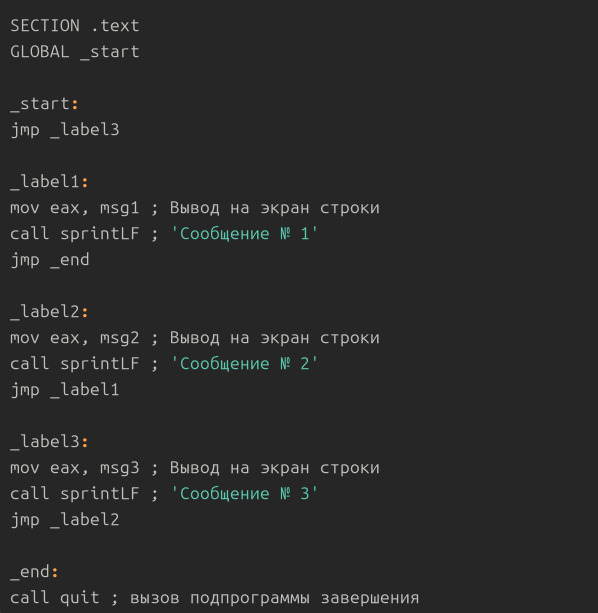 SECTION .text
GLOBAL _start
_start:
jmp _label3
_label1:
mov eax, msg1 ; Вывод на экран строки
call sprintLF ; 'Сообщение № 1'
jmp _end
_label2:
mov eax, msg2 ; Вывод на экран строки
call sprintLF ; 'Сообщение № 2'
jmp _label1
_label3:
mov eax, msg3 ; Вывод на экран строки
call sprintLF ; 'Сообщение № 3'
jmp _label2
_end:
call quit ; вызов подпрограммы завершения